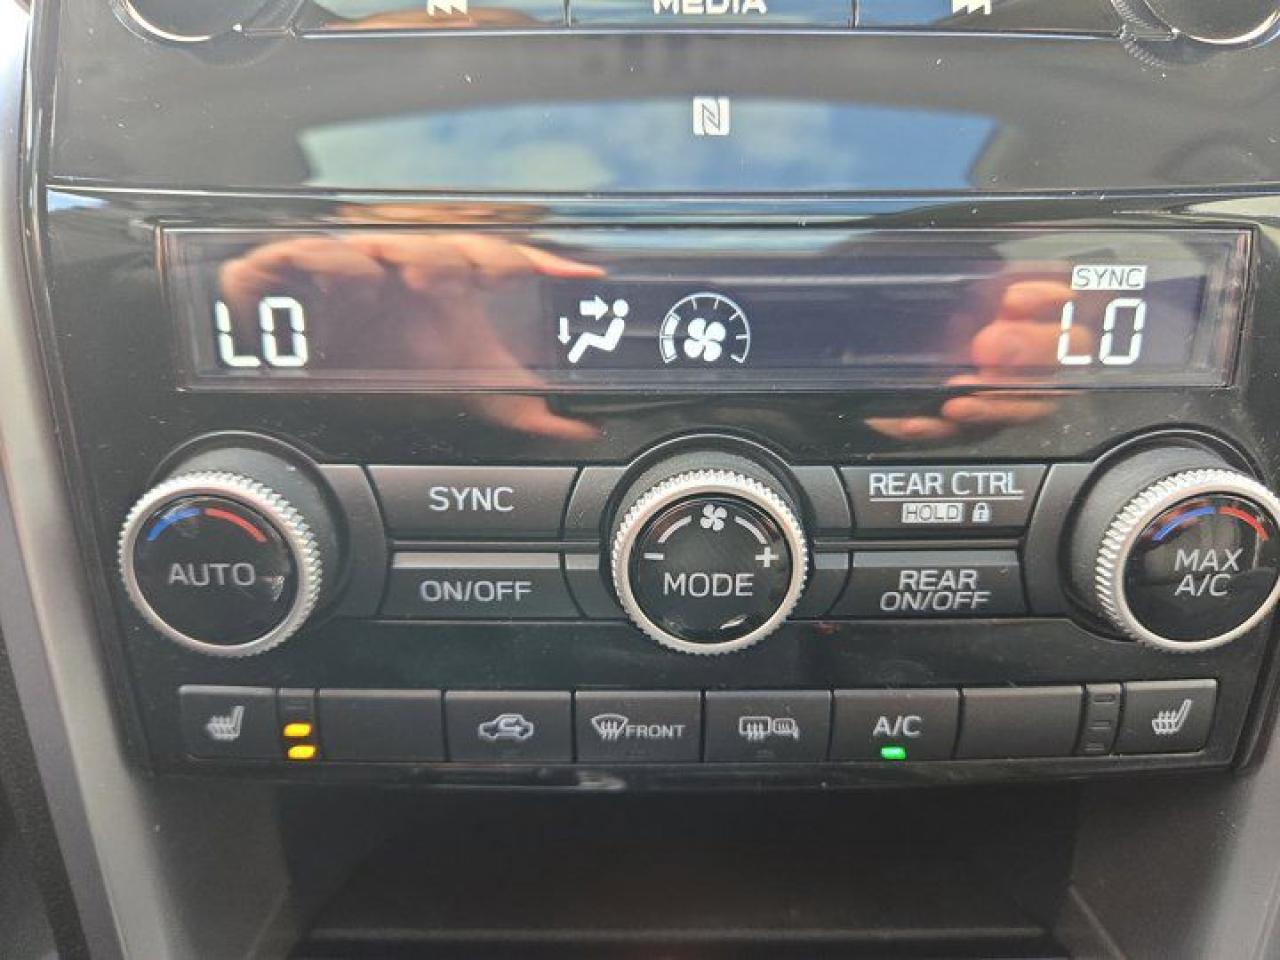 MEDIA
SYNC
LO
LO
SYNC
REAR CTRL
HOLD
AUTO
ON/OFF
MODE
REAR
ON/OFF
MAX
A/C
FRONT
A/C